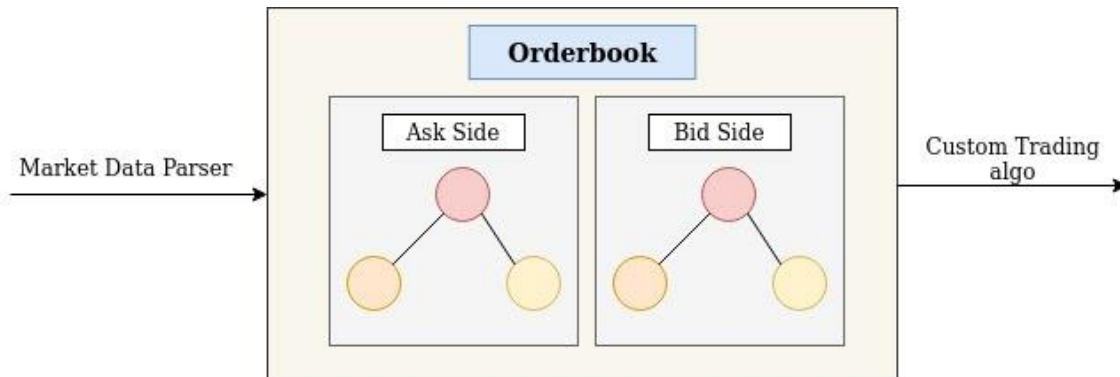 Orderbook
Ask Side
Bid Side
Market Data Parser
Custom Trading
algo